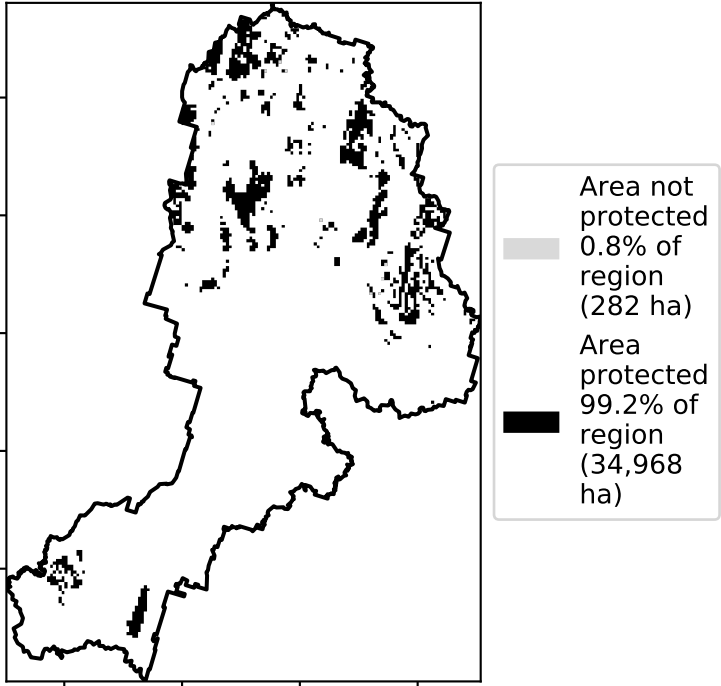 Area not
protected
0.8% of
region
(282 ha)
Area
protected
99.2% of
region
(34,968
ha)